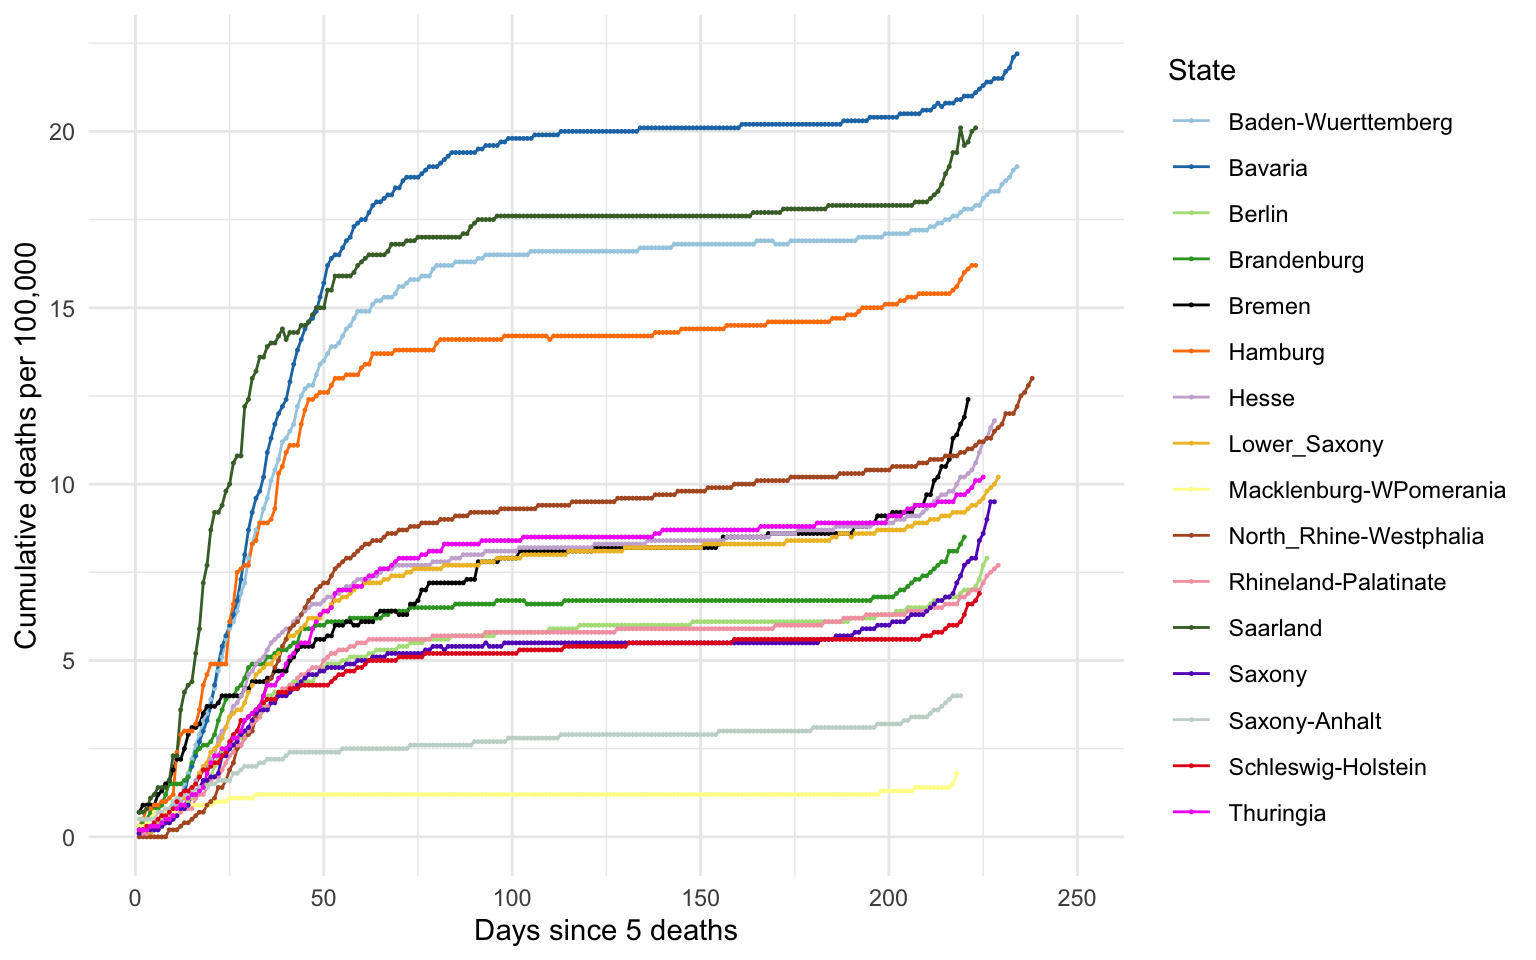 State
Baden-Wuerttemberg
Bavaria
Berlin
Brandenburg
Bremen
Hamburg
Hesse
Lower_Saxony
Macklenburg-WPomerania
North_Rhine-Westphalia
Rhineland-Palatinate
Saarland
Saxony
Saxony-Anhalt
Schleswig-Holstein
Thuringia
Cumulative deaths per 100,000
20
15
10
5
0
0 50 100 150 200 250
Days since 5 deaths